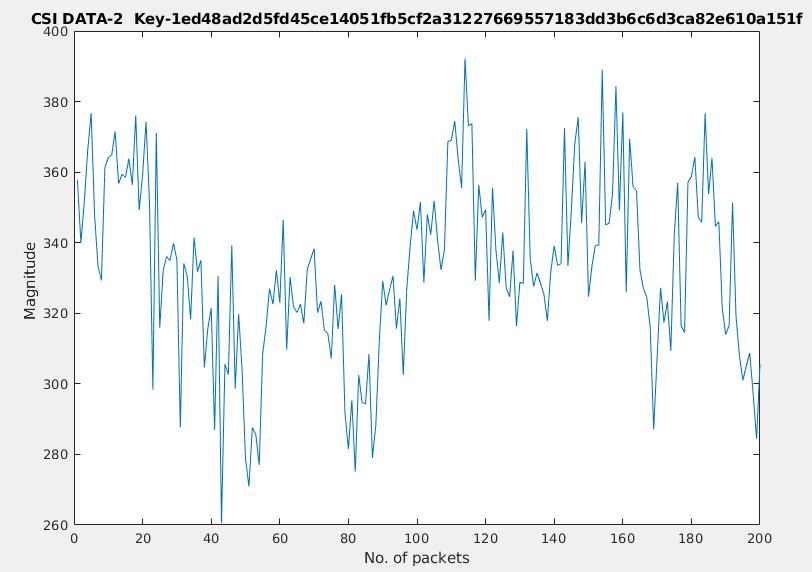 CSI DATA-2 Key-1ed48ad2d5fd45ce14051fb5cf2a31227669557183dd3b6c6d3ca82e610a151f
400
380
360
340
320
300
280
260
Magnitude
0 20 40 60 80 100 120 140 160 180 200
No. of packets